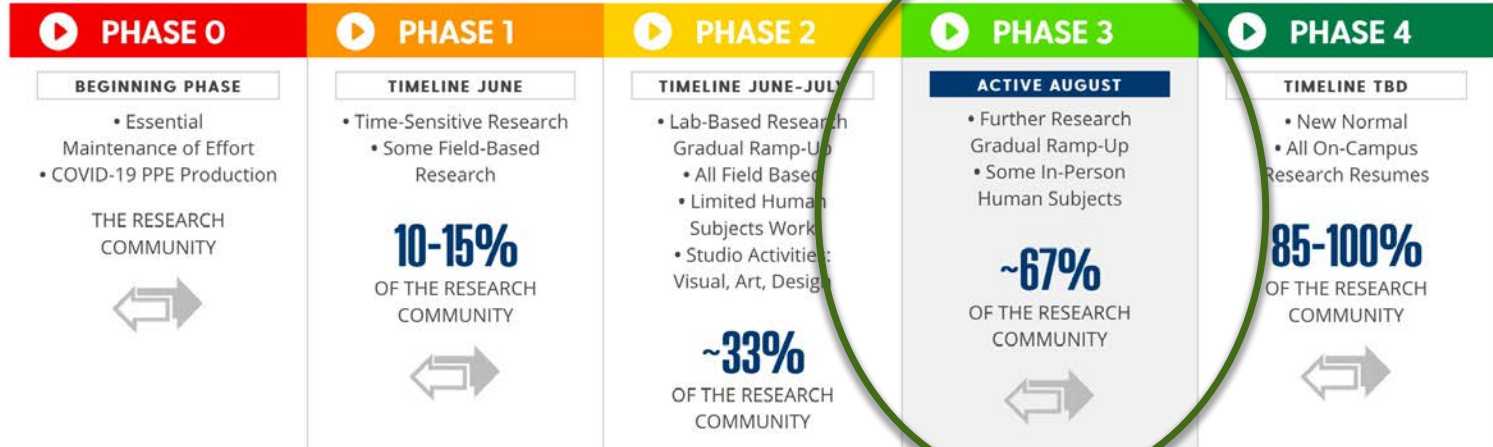 PHASE 0
BEGINNING PHASE
• Essential
Maintenance of Effort
• COVID-19 PPE Production
THE RESEARCH
COMMUNITY
PHASE 1
TIMELINE JUNE
• Time-Sensitive Research
• Some Field-Based
Research
10-15%
OF THE RESEARCH
COMMUNITY
PHASE 2
TIMELINE JUNE-JULY
• Lab-Based Research
Gradual Ramp-Up
• All Field Based
• Limited Human
Subjects Work
• Studio Activities:
Visual, Art, Design
~33%
OF THE RESEARCH
COMMUNITY
PHASE 3
ACTIVE AUGUST
• Further Research
Gradual Ramp-Up
• Some In-Person
Human Subjects
~67%
OF THE RESEARCH
COMMUNITY
PHASE 4
TIMELINE TBD
• New Normal
• All On-Campus
Research Resumes
85-100%
OF THE RESEARCH
COMMUNITY